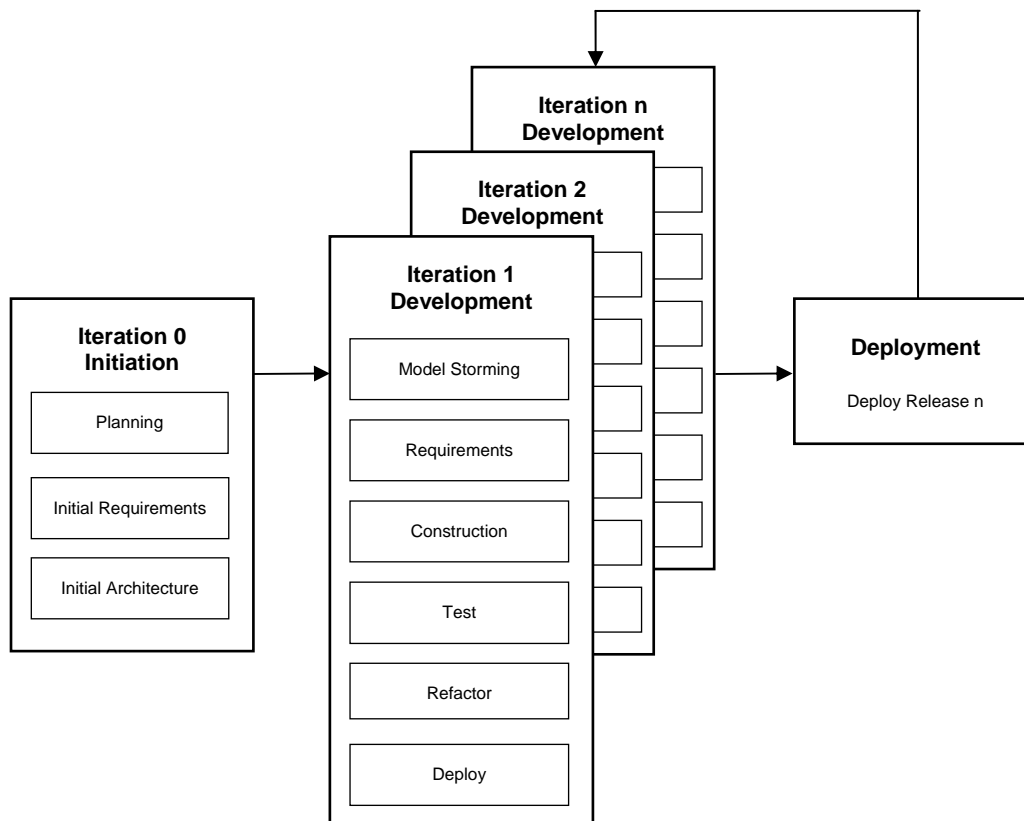 Iteration n
Development
Iteration 2
Development
Iteration 1
Development
Model Storming
Requirements
Construction
Test
Refactor
Deploy
Iteration 0
Initiation
Planning
Initial Requirements
Initial Architecture
Deployment
Deploy Release n